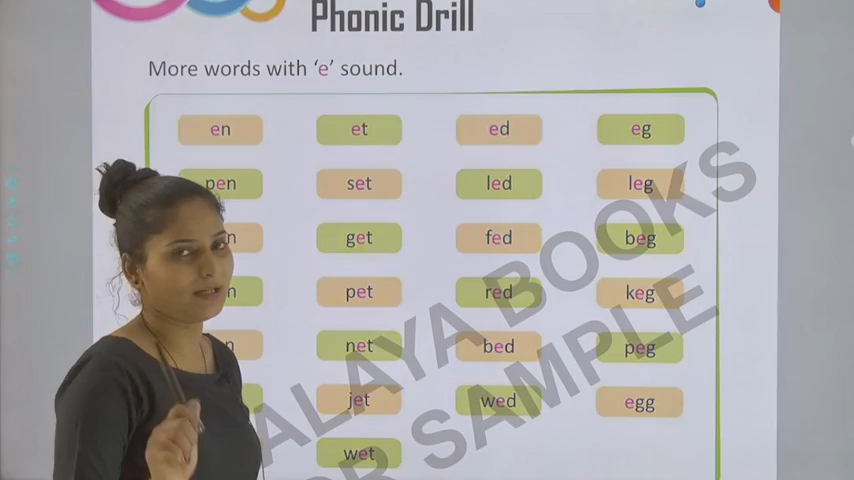 Phonic Drill
More words with ‘e’ sound.
en et ed eg
pen set led leg
n get fed beg
n pet red keg
n net bed peg
jet wed egg
wet
ALAYA BOOKS
OR SAMPLE